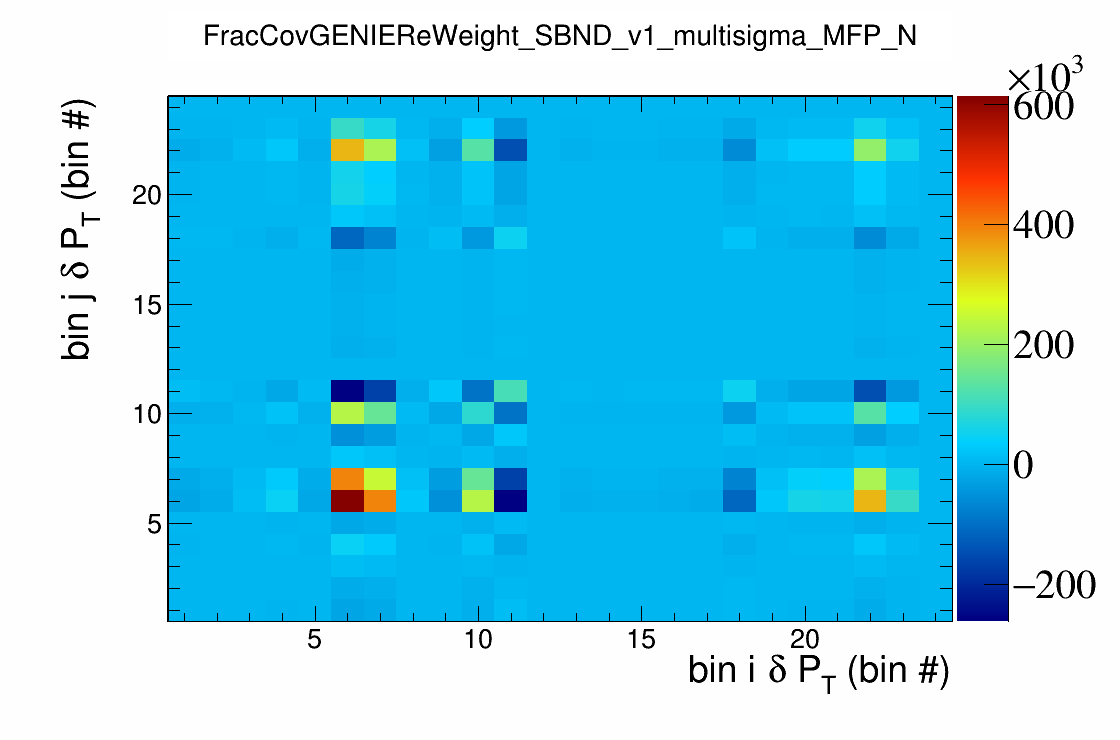 FracCovGENIEReWeight_SBND_v1_multisigma_MFP_N
×10³
600
400
200
0
−200
bin j δ P_T (bin #)
20
15
10
5
5 10 15 20
bin i δ P_T (bin #)